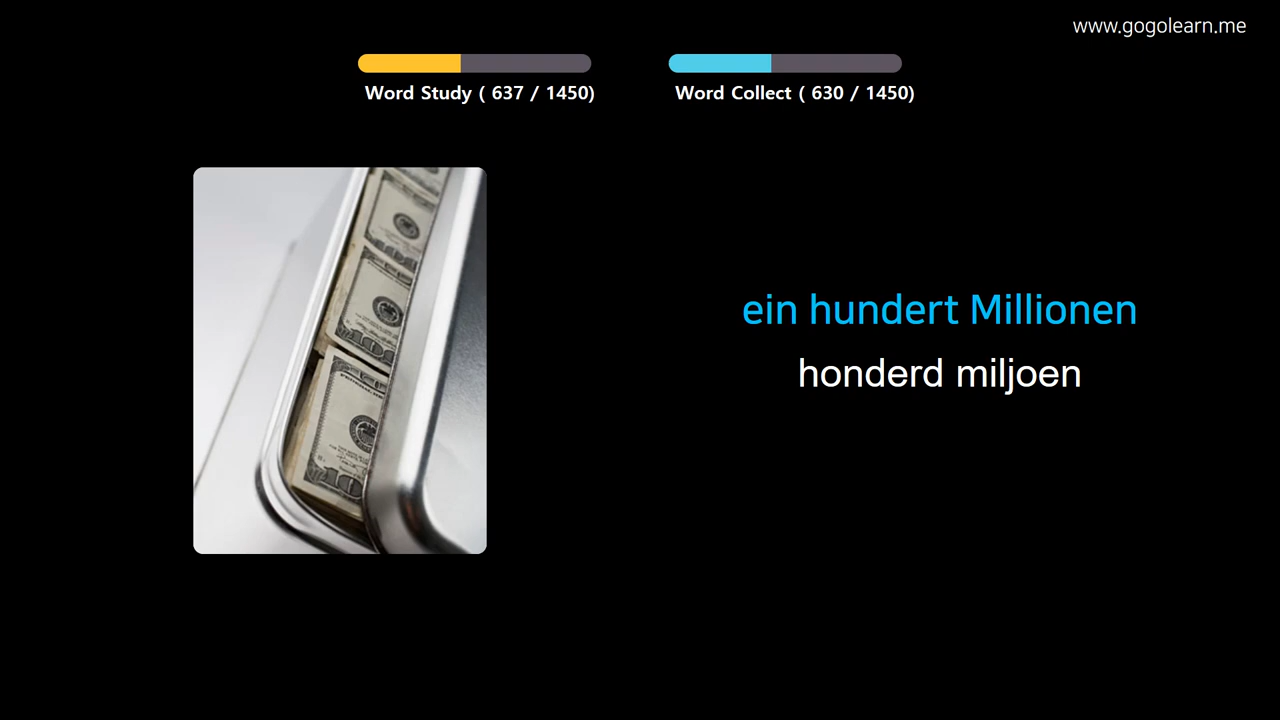 www.gogolearn.me
Word Study ( 637 / 1450)
Word Collect ( 630 / 1450)
ein hundert Millionen
honderd miljoen